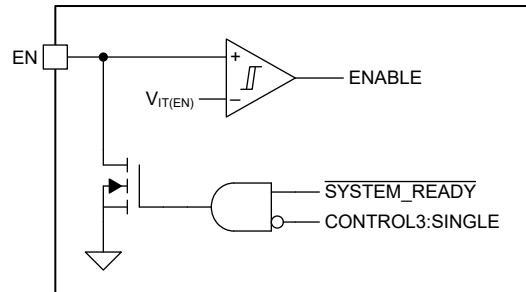 EN
+
ENABLE
V_IT(EN)
−
SYSTEM_READY
CONTROL3:SINGLE